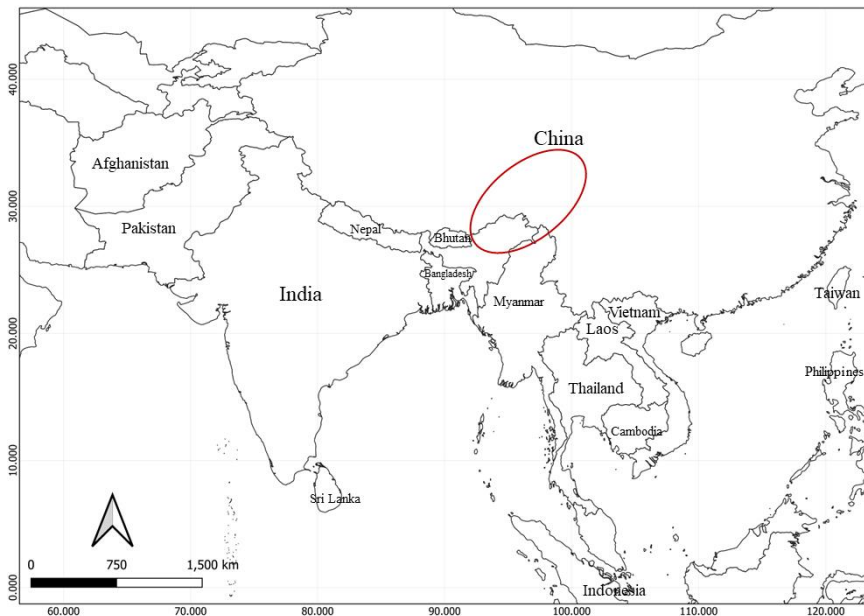 China
Afghanistan
Pakistan
Nepal
Bhutan
Bangladesh
India
Myanmar
Vietnam
Laos
Taiwan
Thailand
Philippines
Cambodia
Sri Lanka
Indonesia
0 750 1,500 km
40.000
30.000
20.000
10.000
0.000
60.000 70.000 80.000 90.000 100.000 110.000 120.000